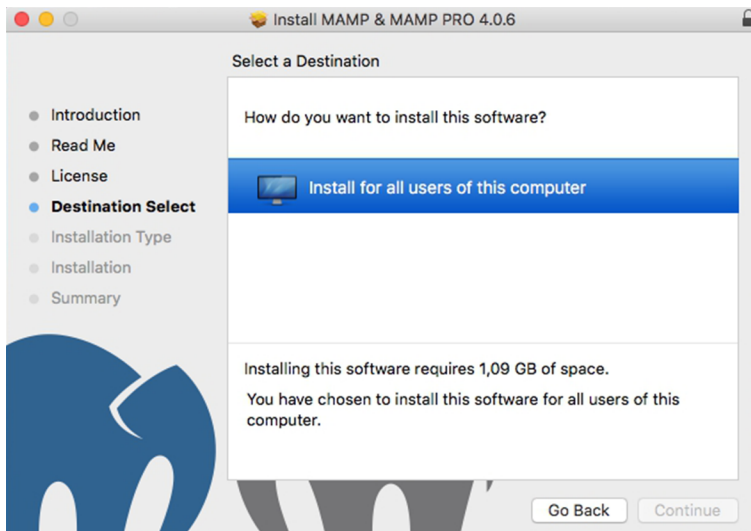 Install MAMP & MAMP PRO 4.0.6
Select a Destination
Introduction
Read Me
License
Destination Select
Installation Type
Installation
Summary
How do you want to install this software?
Install for all users of this computer
Installing this software requires 1,09 GB of space.
You have chosen to install this software for all users of this
computer.
Go Back
Continue